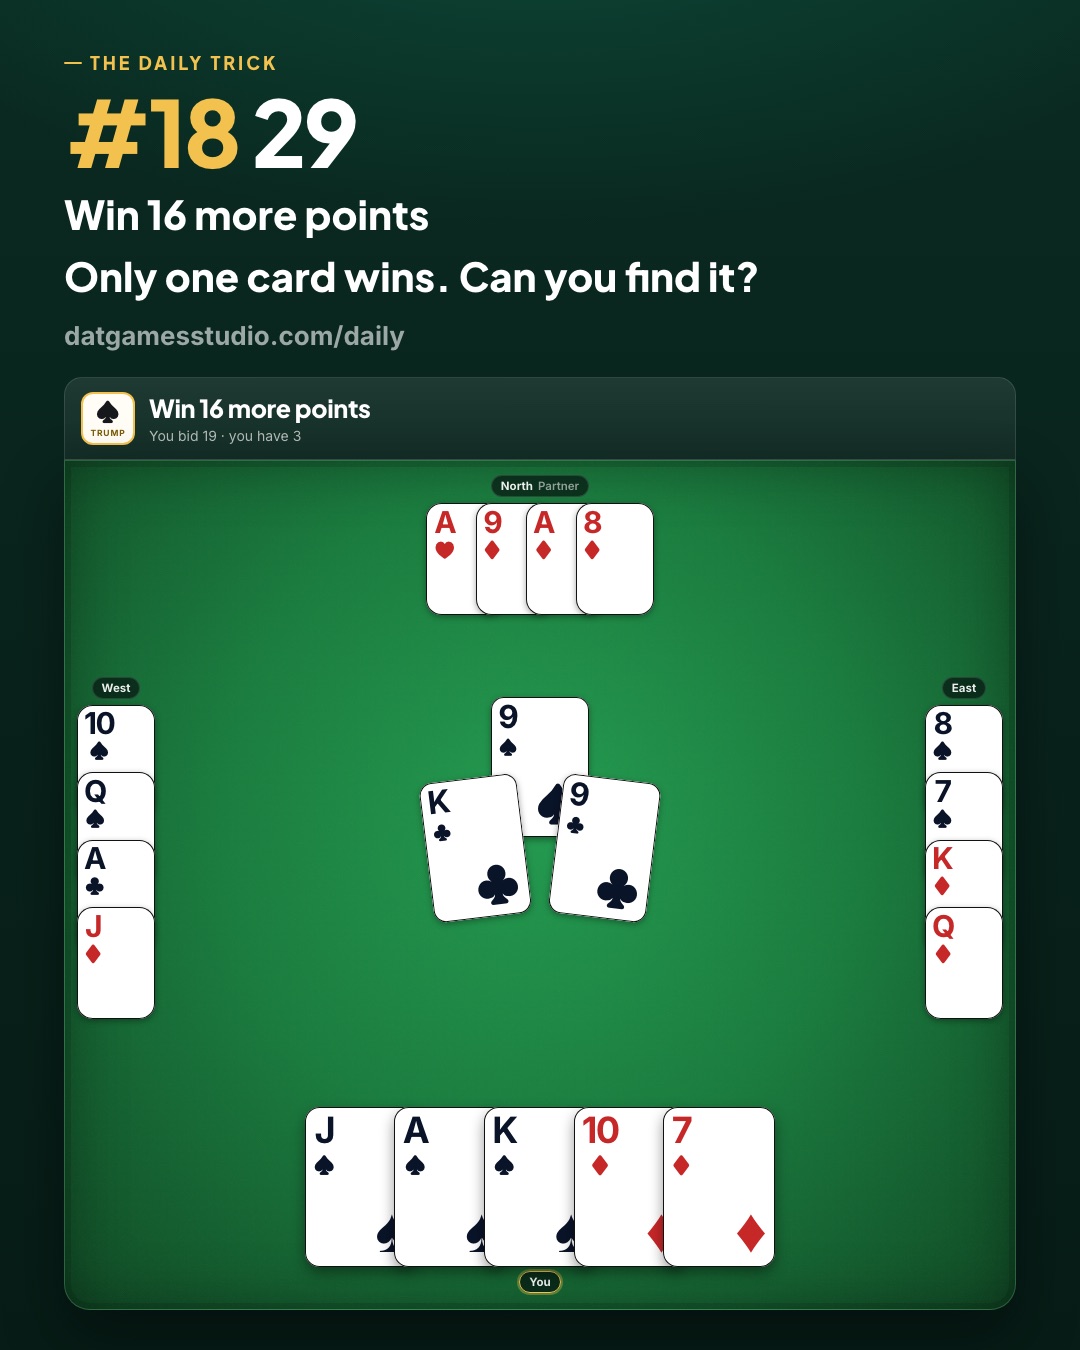 — THE DAILY TRICK
#18 29
Win 16 more points
Only one card wins. Can you find it?
datgamesstudio.com/daily
TRUMP
Win 16 more points
You bid 19 · you have 3
North Partner
A 9 A 8
West
10
Q
A
J
East
8
7
K
Q
9
K 9
J A K 10 7
You